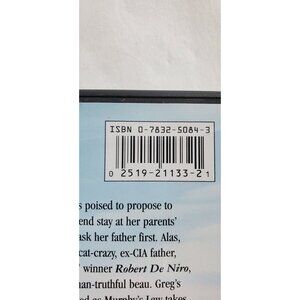 ISBN 0-7832-5084-3
0 2519-21133-2 1
is poised to propose to
end stay at her parents'
ask her father first. Alas,
cat-crazy, ex-CIA father,
' winner Robert De Niro,
han-truthful beau. Greg's
ed as Murphy's Law takes